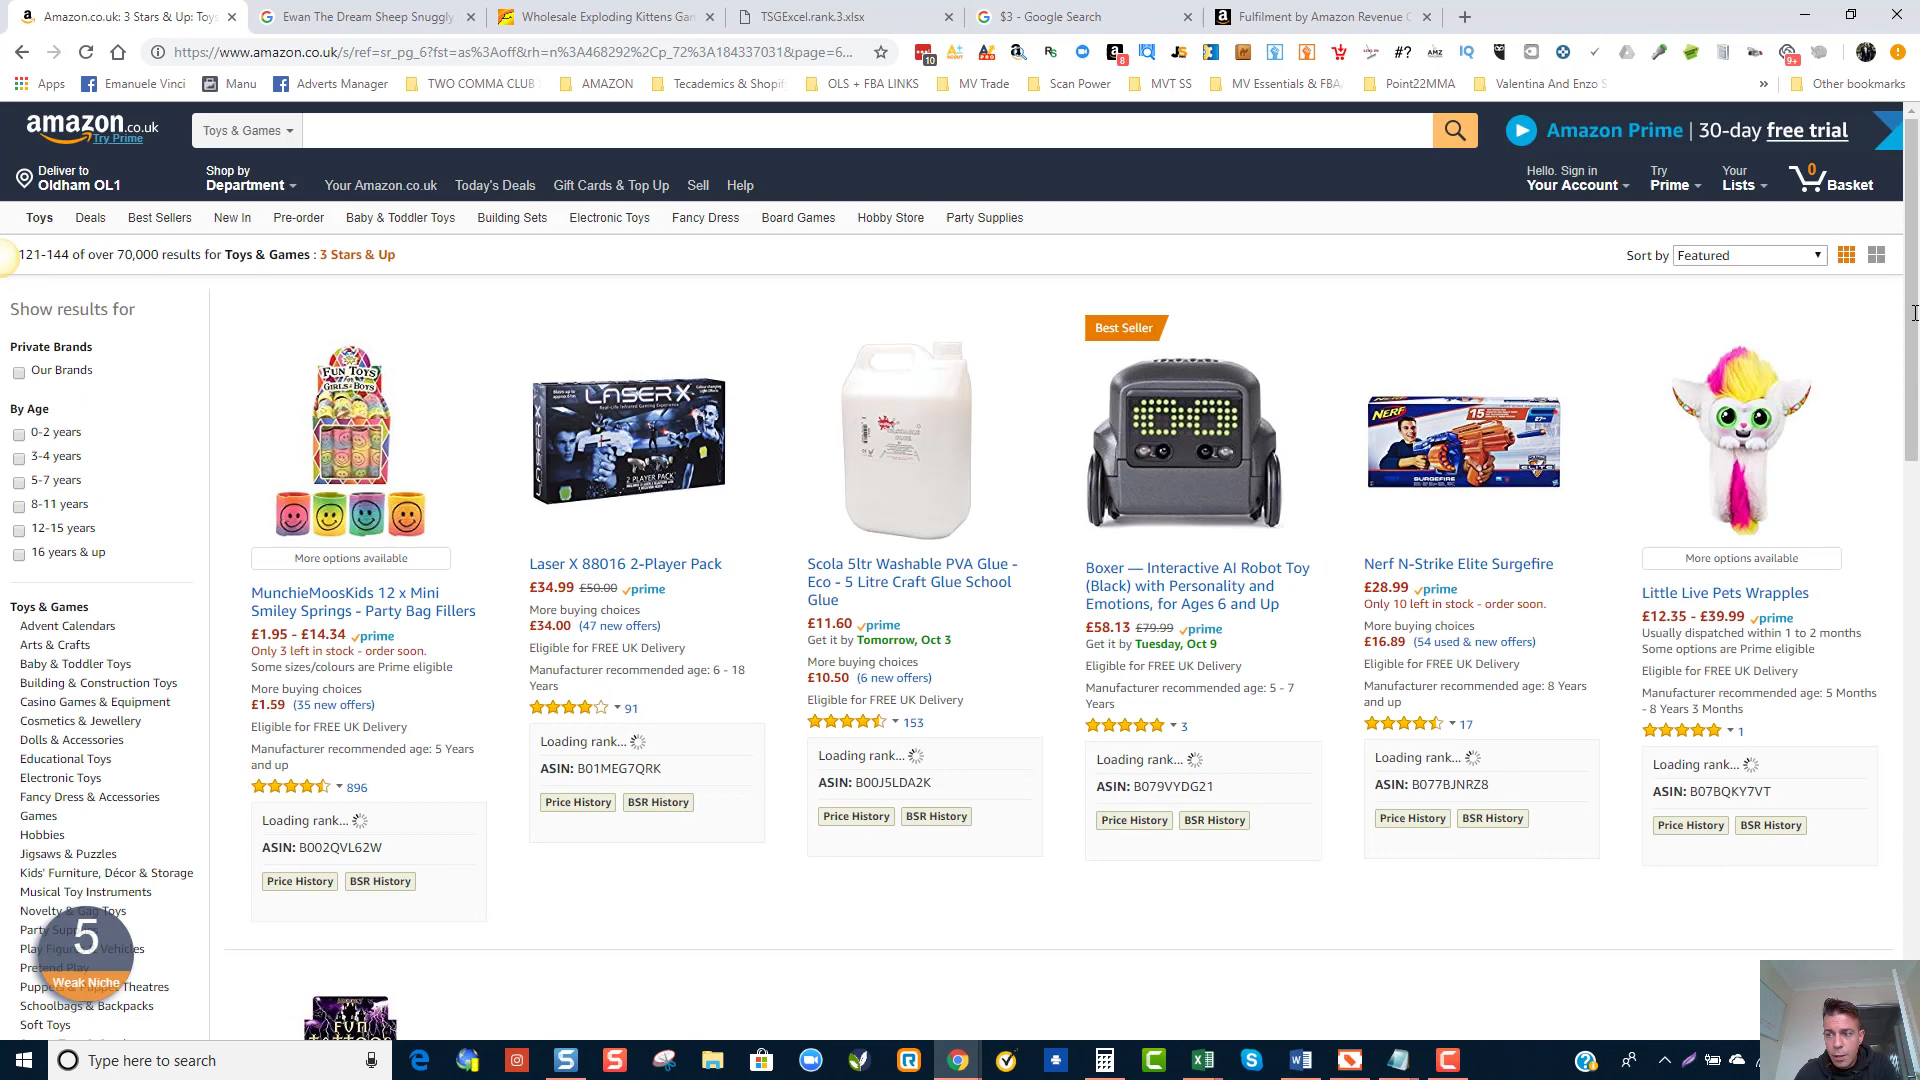 Amazon.co.uk: 3 Stars & Up: Toys
Ewan The Dream Sheep Snuggly
Wholesale Exploding Kittens Gam
TSGExcel.rank.3.xlsx
$3 - Google Search
Fulfilment by Amazon Revenue C
https://www.amazon.co.uk/s/ref=sr_pg_6?fst=as%3Aoff&rh=n%3A468292%2Cp_72%3A184337031&page=6...
Apps
Emanuele Vinci
Manu
Adverts Manager
TWO COMMA CLUB
AMAZON
Tecademics & Shopif
OLS + FBA LINKS
MV Trade
Scan Power
MVT SS
MV Essentials & FBA
Point22MMA
Valentina And Enzo S
Other bookmarks
amazon.co.uk
Try Prime
Toys & Games
Amazon Prime | 30-day free trial
Deliver to
Oldham OL1
Shop by
Department
Your Amazon.co.uk
Today's Deals
Gift Cards & Top Up
Sell
Help
Hello. Sign in
Your Account
Try
Prime
Your
Lists
0
Basket
Toys
Deals
Best Sellers
New In
Pre-order
Baby & Toddler Toys
Building Sets
Electronic Toys
Fancy Dress
Board Games
Hobby Store
Party Supplies
121-144 of over 70,000 results for Toys & Games : 3 Stars & Up
Sort by Featured
Show results for
Private Brands
Our Brands
By Age
0-2 years
3-4 years
5-7 years
8-11 years
12-15 years
16 years & up
Toys & Games
Advent Calendars
Arts & Crafts
Baby & Toddler Toys
Building & Construction Toys
Casino Games & Equipment
Cosmetics & Jewellery
Dolls & Accessories
Educational Toys
Electronic Toys
Fancy Dress & Accessories
Games
Hobbies
Jigsaws & Puzzles
Kids' Furniture, Décor & Storage
Musical Toy Instruments
Novelty & Gag Toys
Party Supplies
Play Figures & Vehicles
Pretend Play
Puppets & Puppet Theatres
Schoolbags & Backpacks
Soft Toys
5
Weak Niche
FUN TOYS
For
GIRLS & BOYS
More options available
MunchieMoosKids 12 x Mini
Smiley Springs - Party Bag Fillers
£1.95 - £14.34 prime
Only 3 left in stock - order soon.
Some sizes/colours are Prime eligible
More buying choices
£1.59 (35 new offers)
Eligible for FREE UK Delivery
Manufacturer recommended age: 5 Years
and up
896
Loading rank...
ASIN: B002QVL62W
Price History
BSR History
LASER X
LASER X
2 PLAYER PACK
Laser X 88016 2-Player Pack
£34.99 £50.00 prime
More buying choices
£34.00 (47 new offers)
Eligible for FREE UK Delivery
Manufacturer recommended age: 6 - 18
Years
91
Loading rank...
ASIN: B01MEG7QRK
Price History
BSR History
Scola 5ltr Washable PVA Glue -
Eco - 5 Litre Craft Glue School
Glue
£11.60 prime
Get it by Tomorrow, Oct 3
More buying choices
£10.50 (6 new offers)
Eligible for FREE UK Delivery
153
Loading rank...
ASIN: B00J5LDA2K
Price History
BSR History
Best Seller
Boxer — Interactive AI Robot Toy
(Black) with Personality and
Emotions, for Ages 6 and Up
£58.13 £79.99 prime
Get it by Tuesday, Oct 9
Eligible for FREE UK Delivery
Manufacturer recommended age: 5 - 7
Years
3
Loading rank...
ASIN: B079VYDG21
Price History
BSR History
NERF
15
SURGEFIRE
ELITE
Nerf N-Strike Elite Surgefire
£28.99 prime
Only 10 left in stock - order soon.
More buying choices
£16.89 (54 used & new offers)
Eligible for FREE UK Delivery
Manufacturer recommended age: 8 Years
and up
17
Loading rank...
ASIN: B077BJNRZ8
Price History
BSR History
More options available
Little Live Pets Wrapples
£12.35 - £39.99 prime
Usually dispatched within 1 to 2 months
Some options are Prime eligible
Eligible for FREE UK Delivery
Manufacturer recommended age: 5 Months
- 8 Years 3 Months
1
Loading rank...
ASIN: B07BQKY7VT
Price History
BSR History
FUN
Type here to search